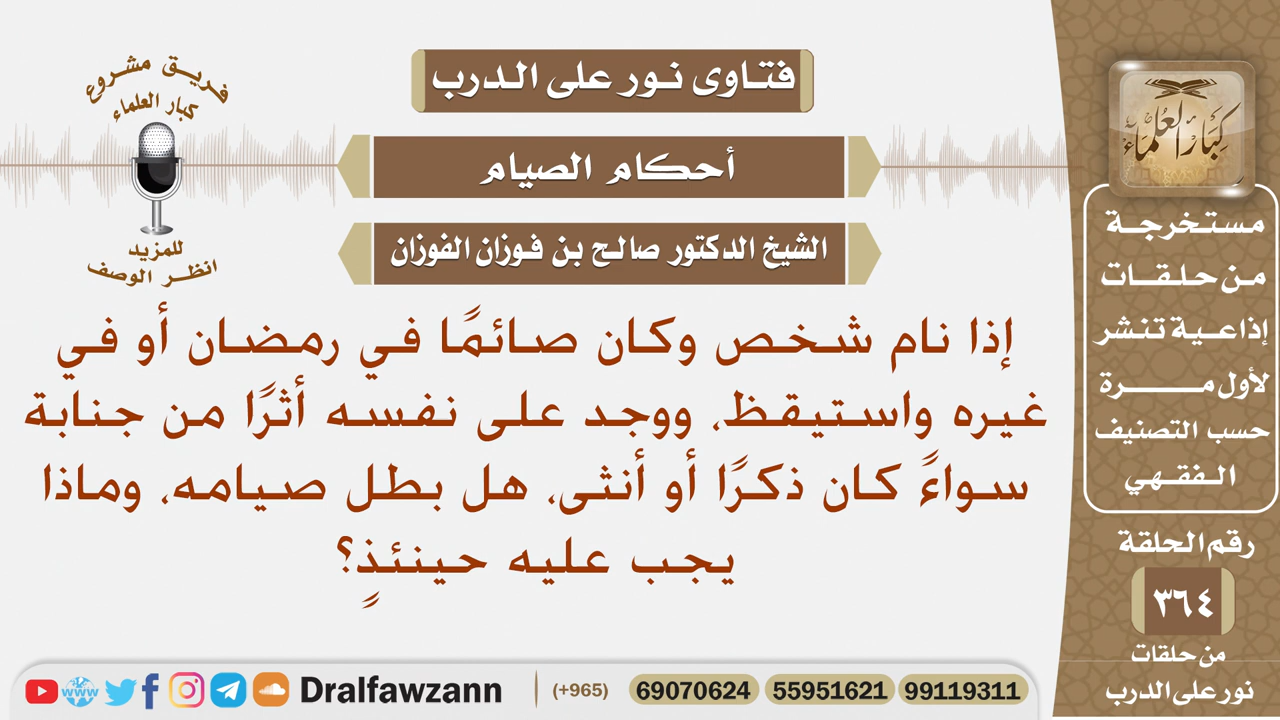 فتاوى نور على الدرب
أحكام الصيام
الشيخ الدكتور صالح بن فوزان الفوزان
فريق مشروع
كبار العلماء
للمزيد
انظر الوصف
إذا نام شخص وكان صائمًا في رمضان أو في
غيره واستيقظ، ووجد على نفسه أثرًا من جنابة
سواءً كان ذكرًا أو أنثى، هل بطل صيامه، وماذا
يجب عليه حينئذٍ؟
كبار العلماء
مستخرجة
من حلقات
إذاعية تنشر
لأول مرة
حسب التصنيف
الفقهي
رقم الحلقة
٣٦٤
من حلقات
نور على الدرب
www Dralfawzann (+965) 69070624 55951621 99119311